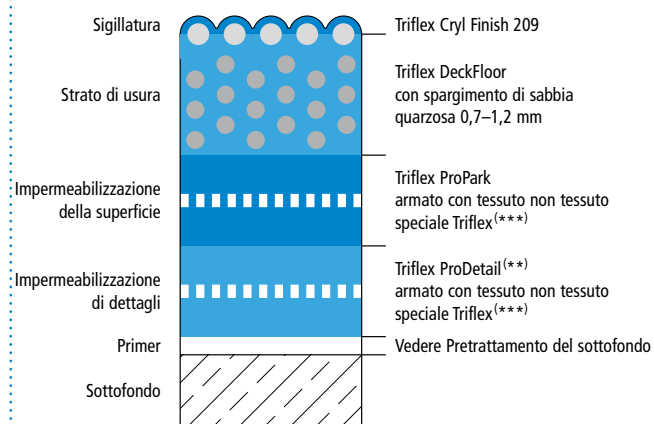 Sigillatura
Triflex Cryl Finish 209
Strato di usura
Triflex DeckFloor
con spargimento di sabbia
quarzosa 0,7–1,2 mm
Impermeabilizzazione
della superficie
Triflex ProPark
armato con tessuto non tessuto
speciale Triflex(***)
Impermeabilizzazione
di dettagli
Triflex ProDetail(**)
armato con tessuto non tessuto
speciale Triflex(***)
Primer
Vedere Pretrattamento del sottofondo
Sottofondo